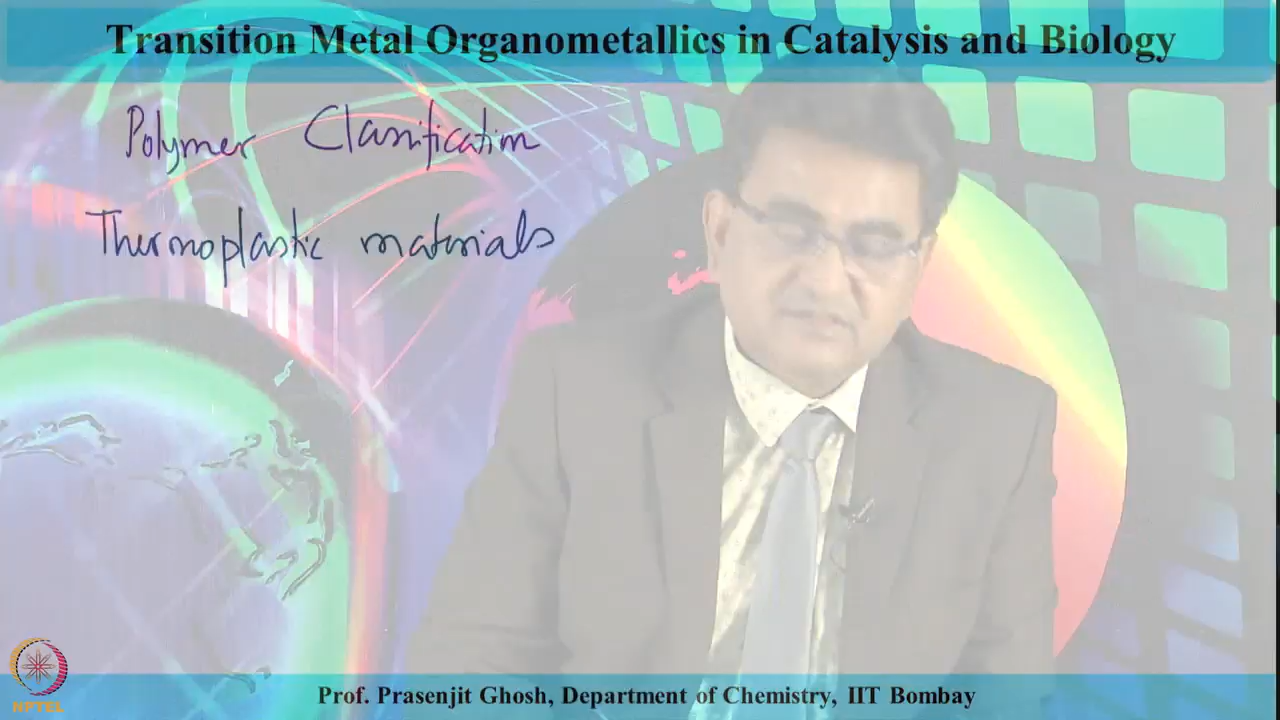 Transition Metal Organometallics in Catalysis and Biology
Polymer Classification
Thermoplastic materials
Prof. Prasenjit Ghosh, Department of Chemistry, IIT Bombay
NPTEL